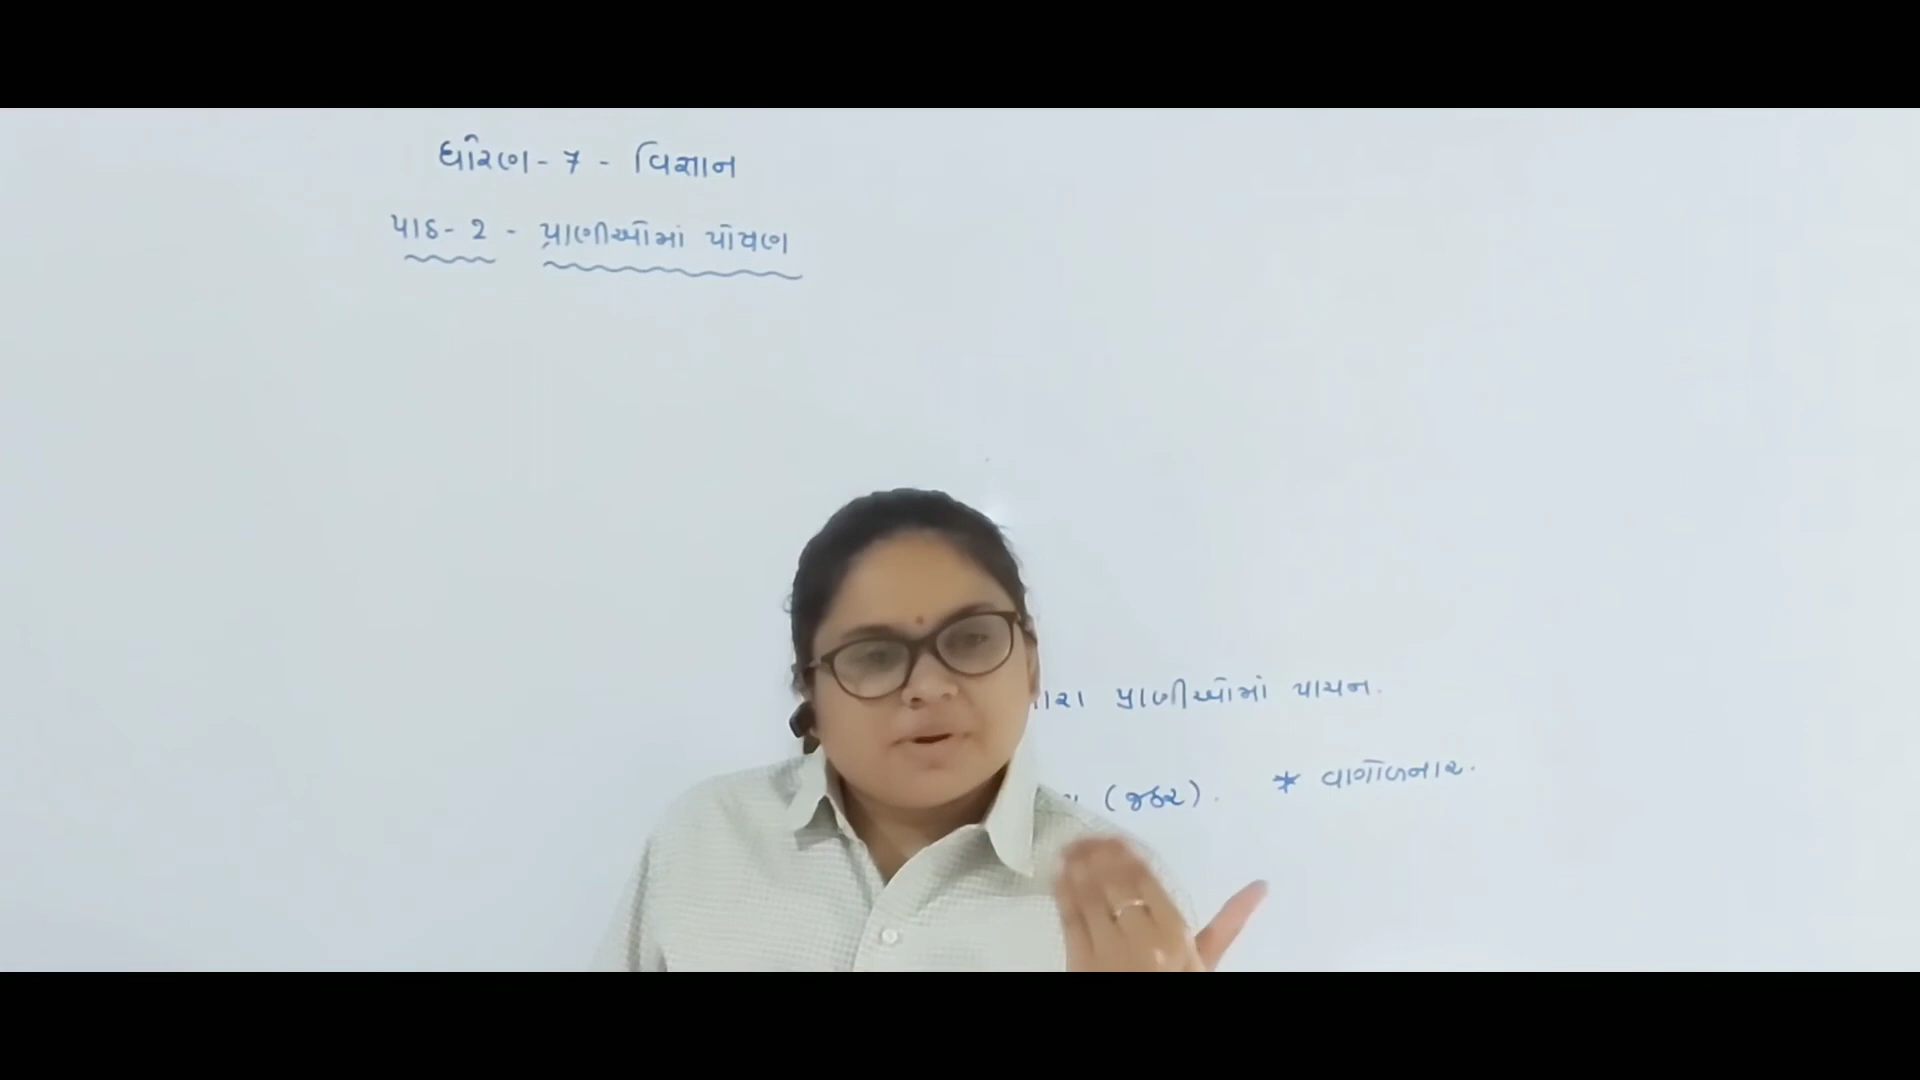 ધોરણ - 7 - વિજ્ઞાન
પાઠ - 2 - પ્રાણીઓમાં પોષણ
પ્રાણીઓમાં પાચન.
(જઠર). * વાગોળનાર.